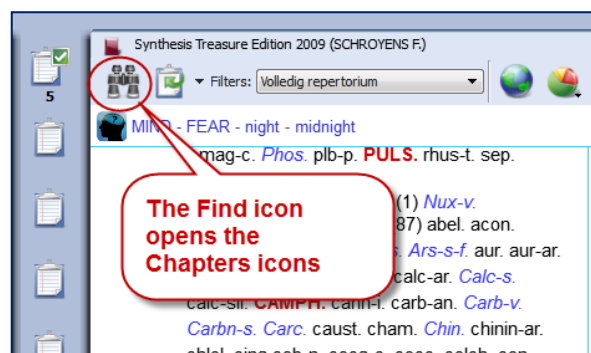 Synthesis Treasure Edition 2009 (SCHROYENS F.)
Filters: Volledig repertorium
5
MIND - FEAR - night - midnight
mag-c. Phos. plb-p. PULS. rhus-t. sep.
(1) Nux-v.
87) abel. acon.
The Find icon
opens the
Chapters icons
s. Ars-s-f. aur. aur-ar.
calc-ar. Calc-s.
calc-sil. CAMPH. cann-i. carb-an. Carb-v.
Carbn-s. Carc. caust. cham. Chin. chinin-ar.